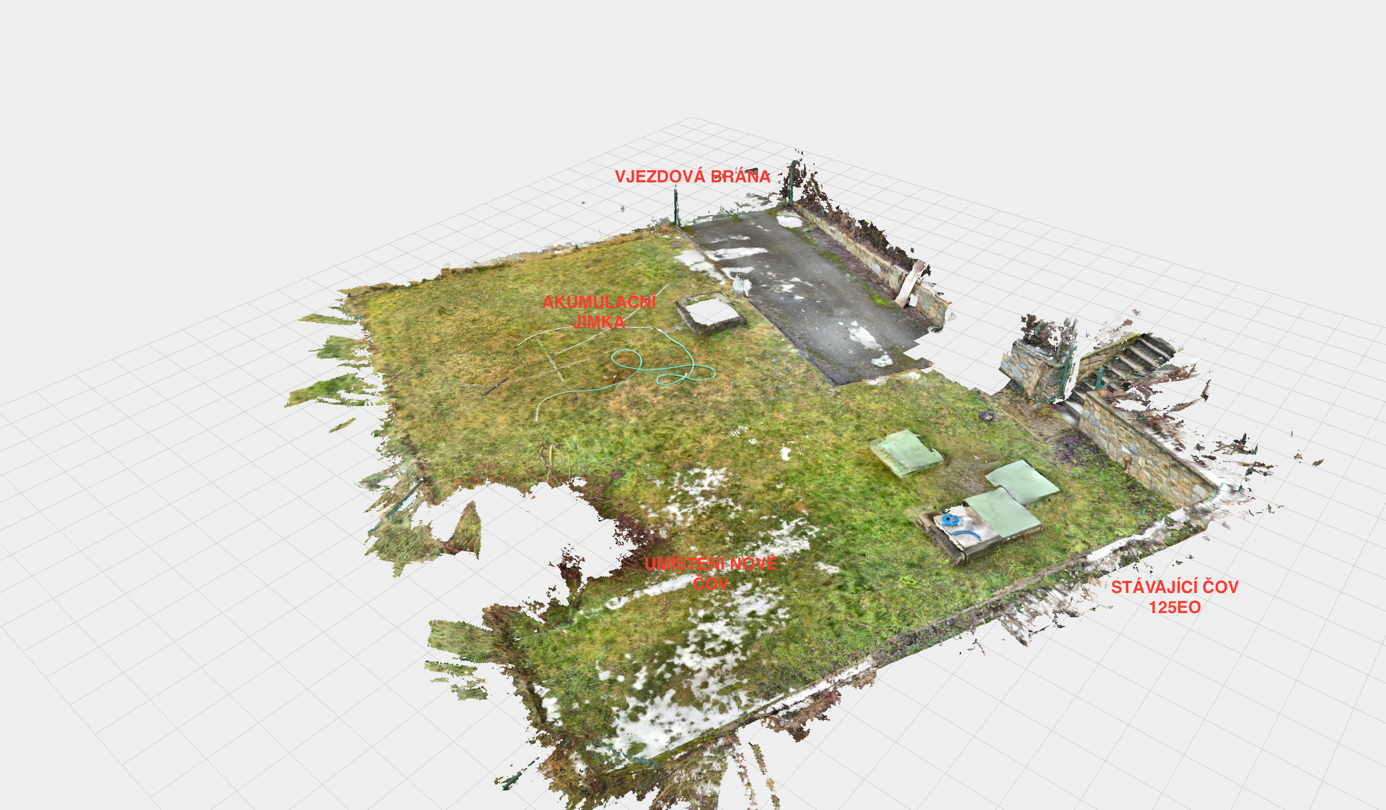 VJEZDOVÁ BRÁNA
AKUMULAČNÍ
JÍMKA
UMÍSTĚNÍ NOVÉ
ČOV
STÁVAJÍCÍ ČOV
125EO